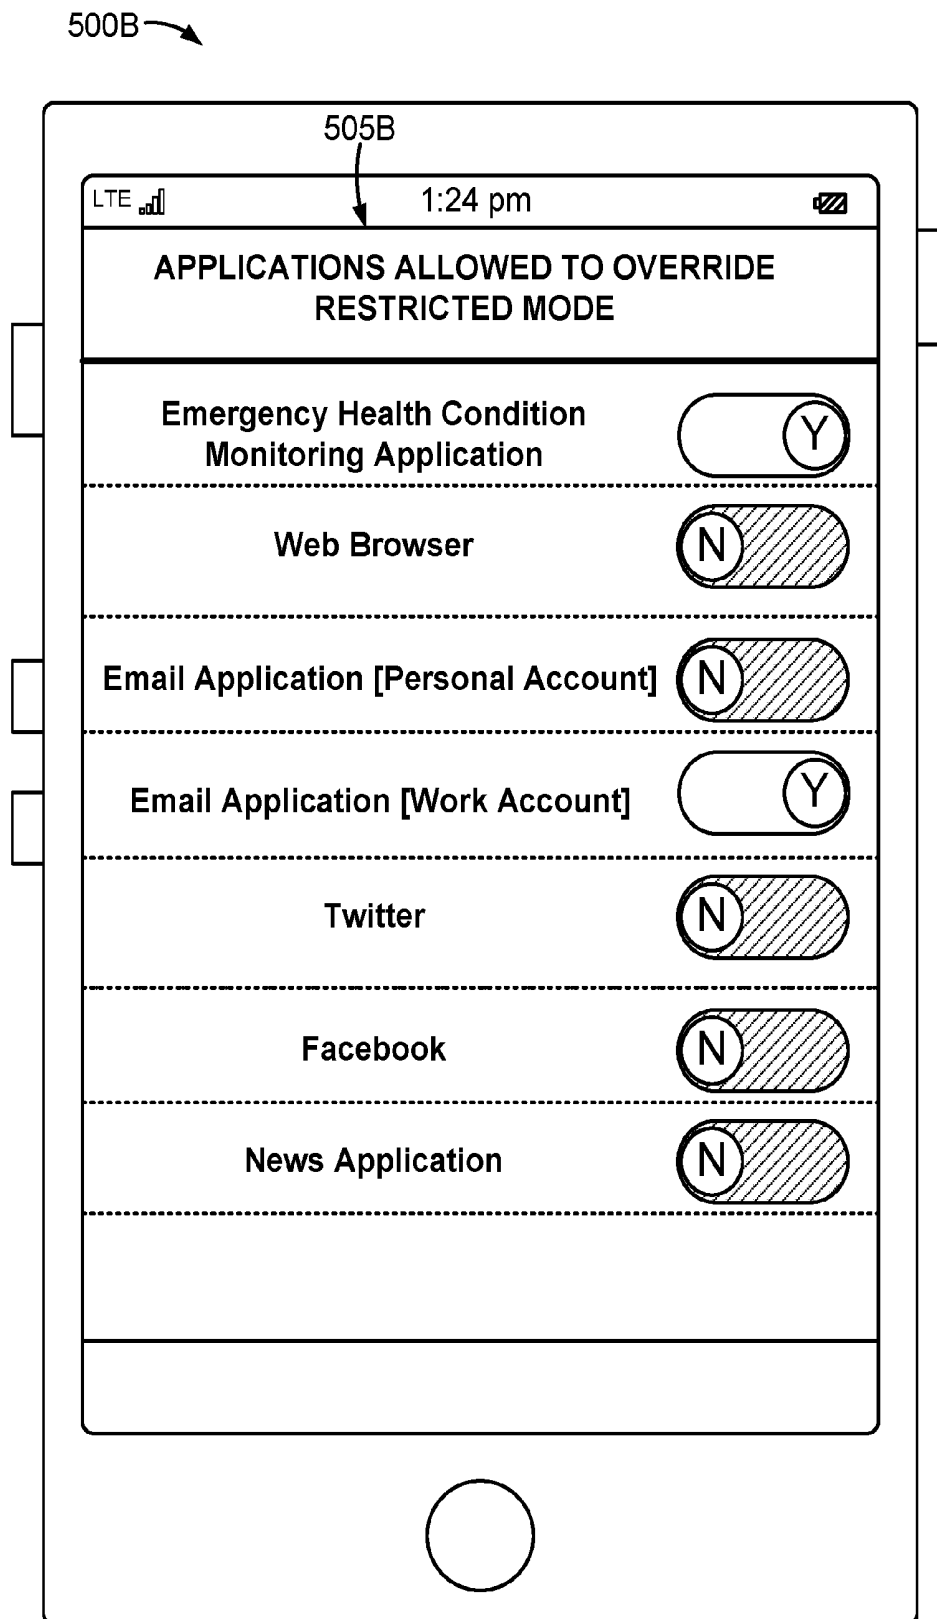 500B
505B
LTE 1:24 pm
APPLICATIONS ALLOWED TO OVERRIDE
RESTRICTED MODE
Emergency Health Condition
Monitoring Application
Y
Web Browser
N
Email Application [Personal Account]
N
Email Application [Work Account]
Y
Twitter
N
Facebook
N
News Application
N